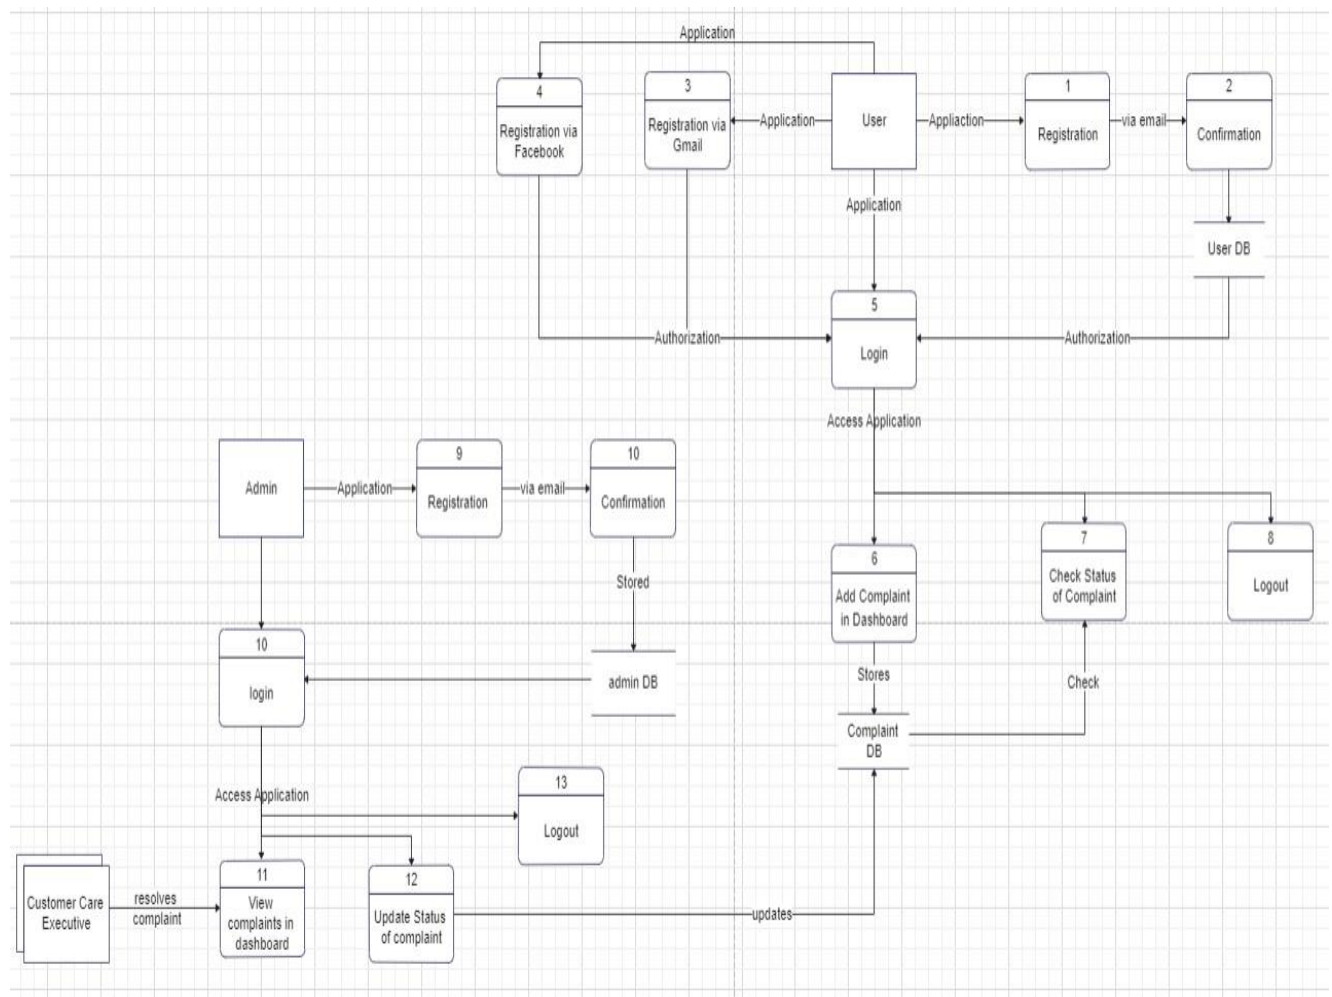 Application
4
Registration via
Facebook
3
Registration via
Gmail
Application
User
Appliaction
1
Registration
via email
2
Confirmation
Application
User DB
5
Login
Authorization
Authorization
Access Application
Admin
Application
9
Registration
via email
10
Confirmation
Stored
admin DB
10
login
6
Add Complaint
in Dashboard
7
Check Status
of Complaint
8
Logout
Stores
Check
Complaint
DB
Access Application
13
Logout
Customer Care
Executive
resolves
complaint
11
View
complaints in
dashboard
12
Update Status
of complaint
updates